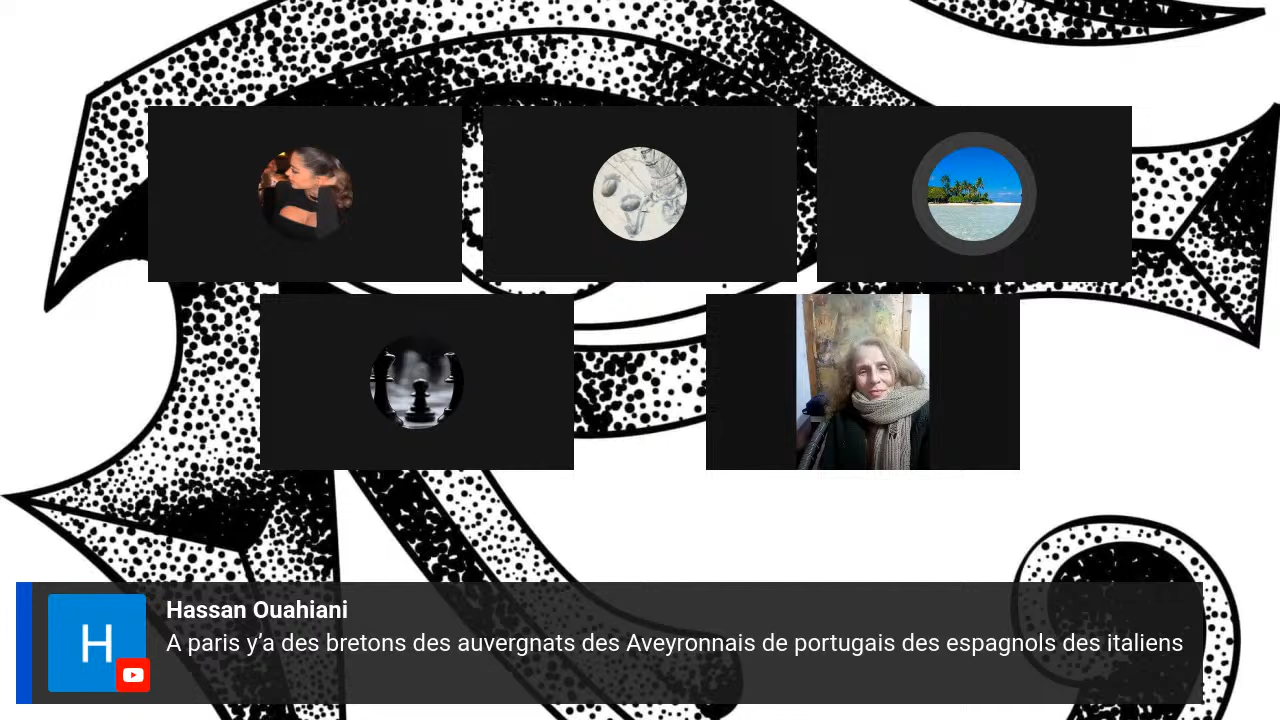 Hassan Ouahiani
A paris y’a des bretons des auvergnats des Aveyronnais de portugais des espagnols des italiens
H